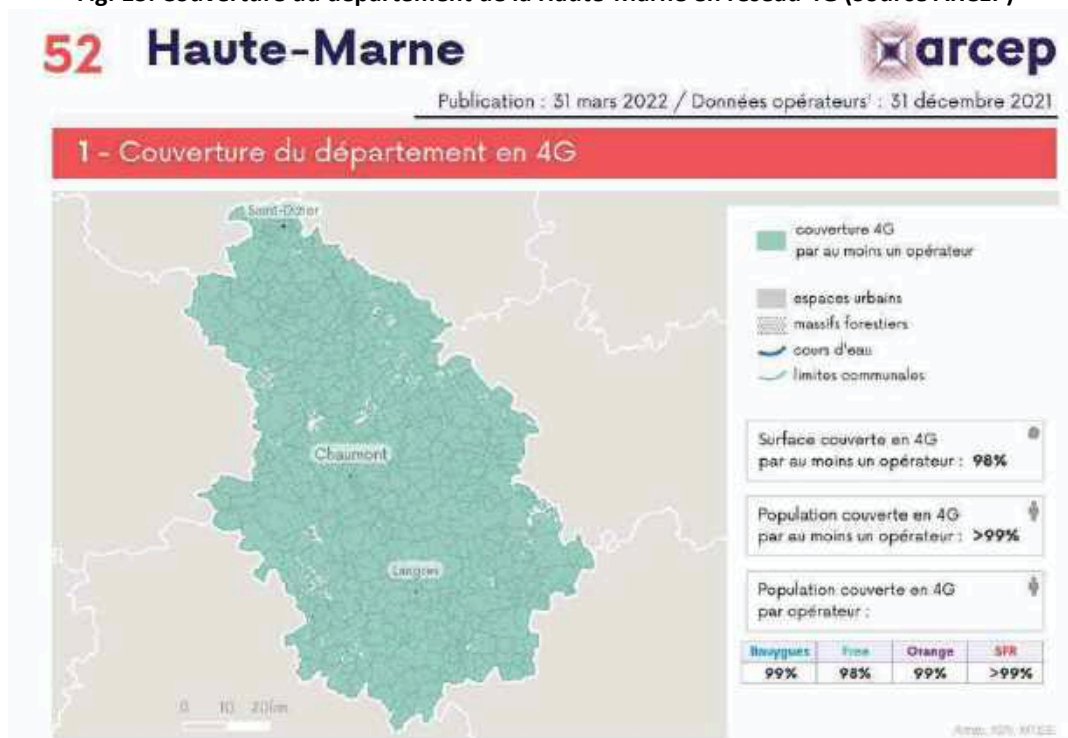 52 Haute-Marne
arcep
Publication : 31 mars 2022 / Données opérateurs¹ : 31 décembre 2021
1 - Couverture du département en 4G
Saint-Dizier
Chaumont
Langres
0 10 20km
couverture 4G
par au moins un opérateur
espaces urbains
massifs forestiers
cours d'eau
limites communales
Surface couverte en 4G
par au moins un opérateur : 98%
Population couverte en 4G
par au moins un opérateur : >99%
Population couverte en 4G
par opérateur :
Bouygues Free Orange SFR
99% 98% 99% >99%